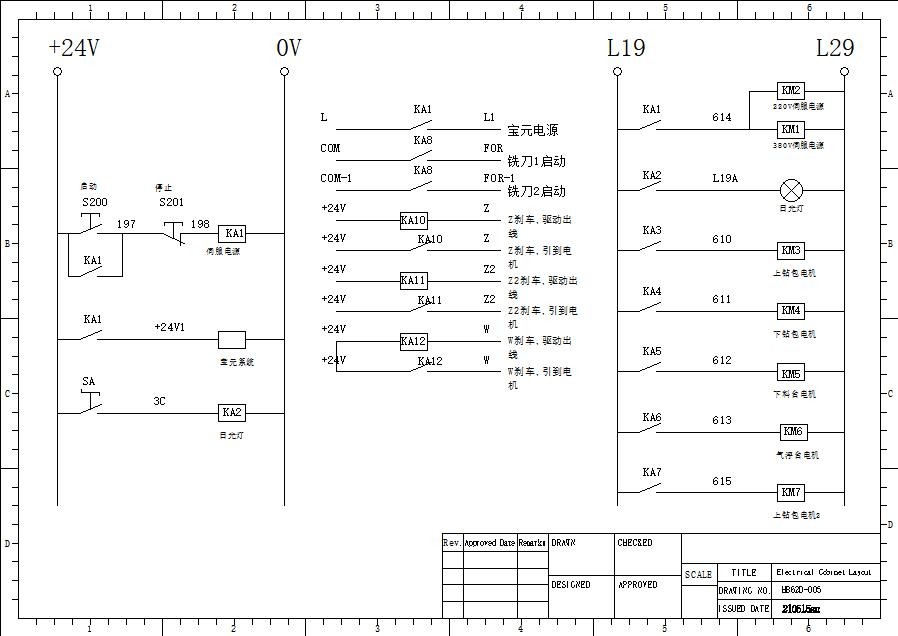 1 2 3 4 5 6
+24V 0V L19 L29
A A
KM2
220V伺服电源
KA1 614 KM1
380V伺服电源
L KA1 L1 宝元电源
COM KA8 FOR 铣刀1启动
COM-1 KA8 FOR-1 铣刀2启动
KA2 L19A
日光灯
启动 停止
S200 S201
197 198 KA1
伺服电源
KA1
+24V KA10 Z Z刹车,驱动出
线
+24V KA10 Z Z刹车,引到电
机
+24V KA11 Z2 Z2刹车,驱动出
线
+24V KA11 Z2 Z2刹车,引到电
机
+24V KA12 W W刹车,驱动出
线
+24V KA12 W W刹车,引到电
机
B B
KA3 610 KM3
上钻包电机
KA4 611 KM4
下钻包电机
KA1 +24V1
宝元系统
KA5 612 KM5
下料台电机
C C
SA 3C KA2
日光灯
KA6 613 KM6
气浮台电机
KA7 615 KM7
上钻包电机2
D D
Rev. Approved Date Remarks DRAWN CHECKED
DESIGNED APPROVED
SCALE TITLE Electrical Cabinet Layout
DRAWING NO. HB62D-005
ISSUED DATE
1 2 3 4 5 6